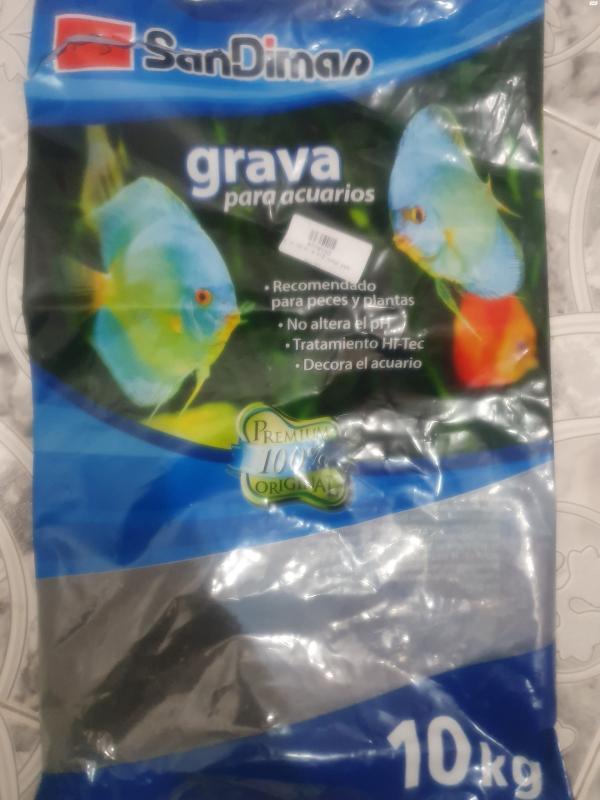 SanDimas
grava
para acuarios
• Recomendado
para peces y plantas
• No altera el pH
• Tratamiento Hi-Tec
• Decora el acuario
PREMIUM
100%
ORIGINAL
10 kg